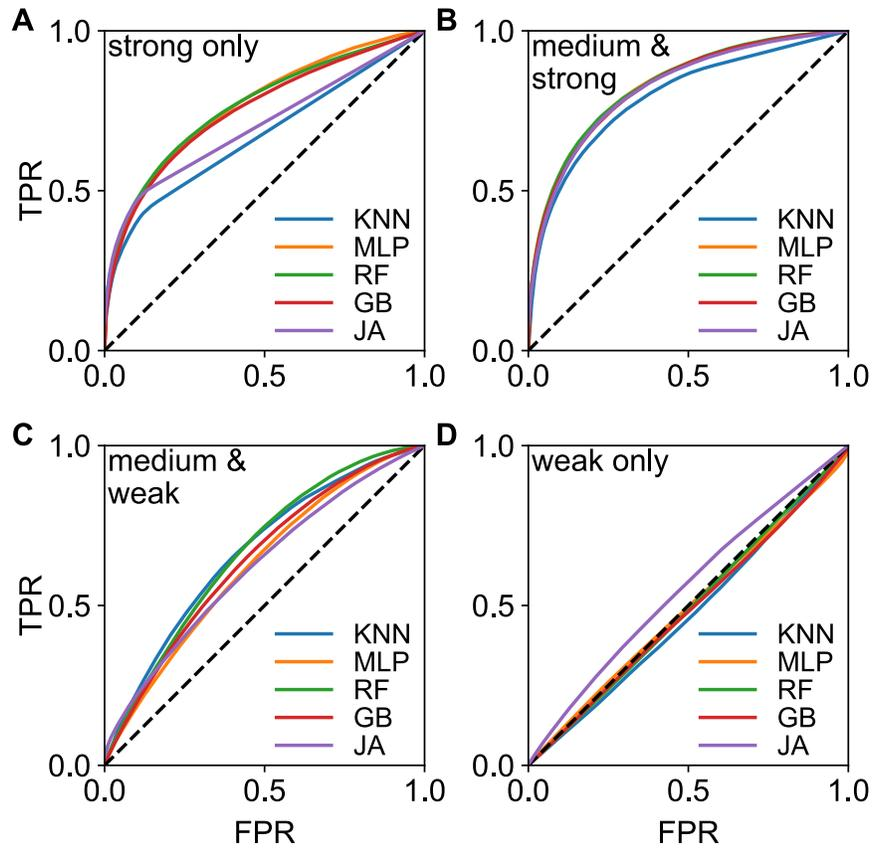 A
strong only
1.0
0.5
0.0
TPR
KNN
MLP
RF
GB
JA
0.0
0.5
1.0
B
medium &
strong
1.0
0.5
0.0
KNN
MLP
RF
GB
JA
0.0
0.5
1.0
C
medium &
weak
1.0
0.5
0.0
TPR
KNN
MLP
RF
GB
JA
0.0
0.5
1.0
FPR
D
weak only
1.0
0.5
0.0
KNN
MLP
RF
GB
JA
0.0
0.5
1.0
FPR